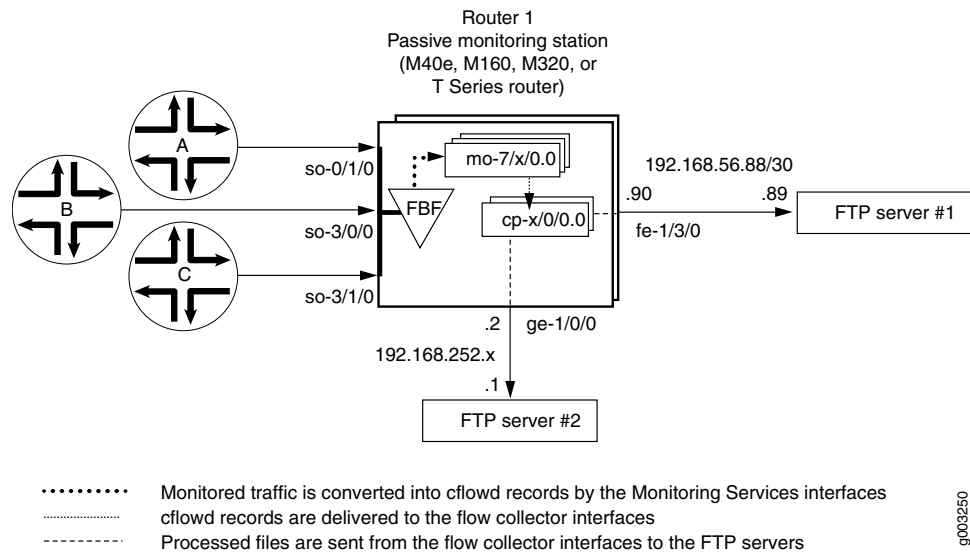 Router 1
Passive monitoring station
(M40e, M160, M320, or
T Series router)
A
so-0/1/0
B
so-3/0/0
C
so-3/1/0
FBF
mo-7/x/0.0
cp-x/0/0.0
192.168.56.88/30
.90
.89
fe-1/3/0
FTP server #1
.2
ge-1/0/0
192.168.252.x
.1
FTP server #2
Monitored traffic is converted into cflowd records by the Monitoring Services interfaces
cflowd records are delivered to the flow collector interfaces
Processed files are sent from the flow collector interfaces to the FTP servers
g003250